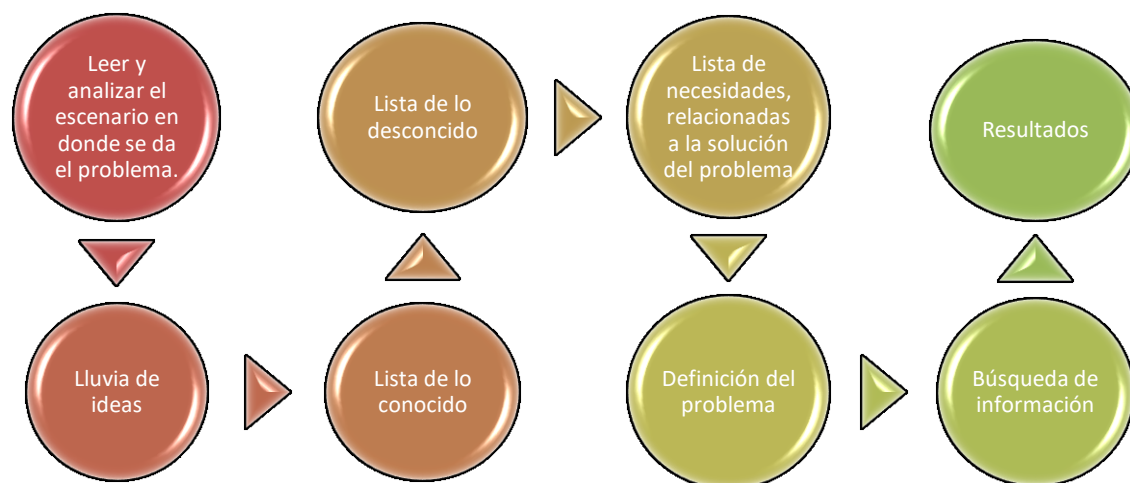 Leer y
analizar el
escenario en
donde se da
el problema.
Lluvia de
ideas
Lista de lo
conocido
Lista de lo
desconcido
Lista de
necesidades,
relacionadas
a la solución
del problema
Definición del
problema
Búsqueda de
información
Resultados